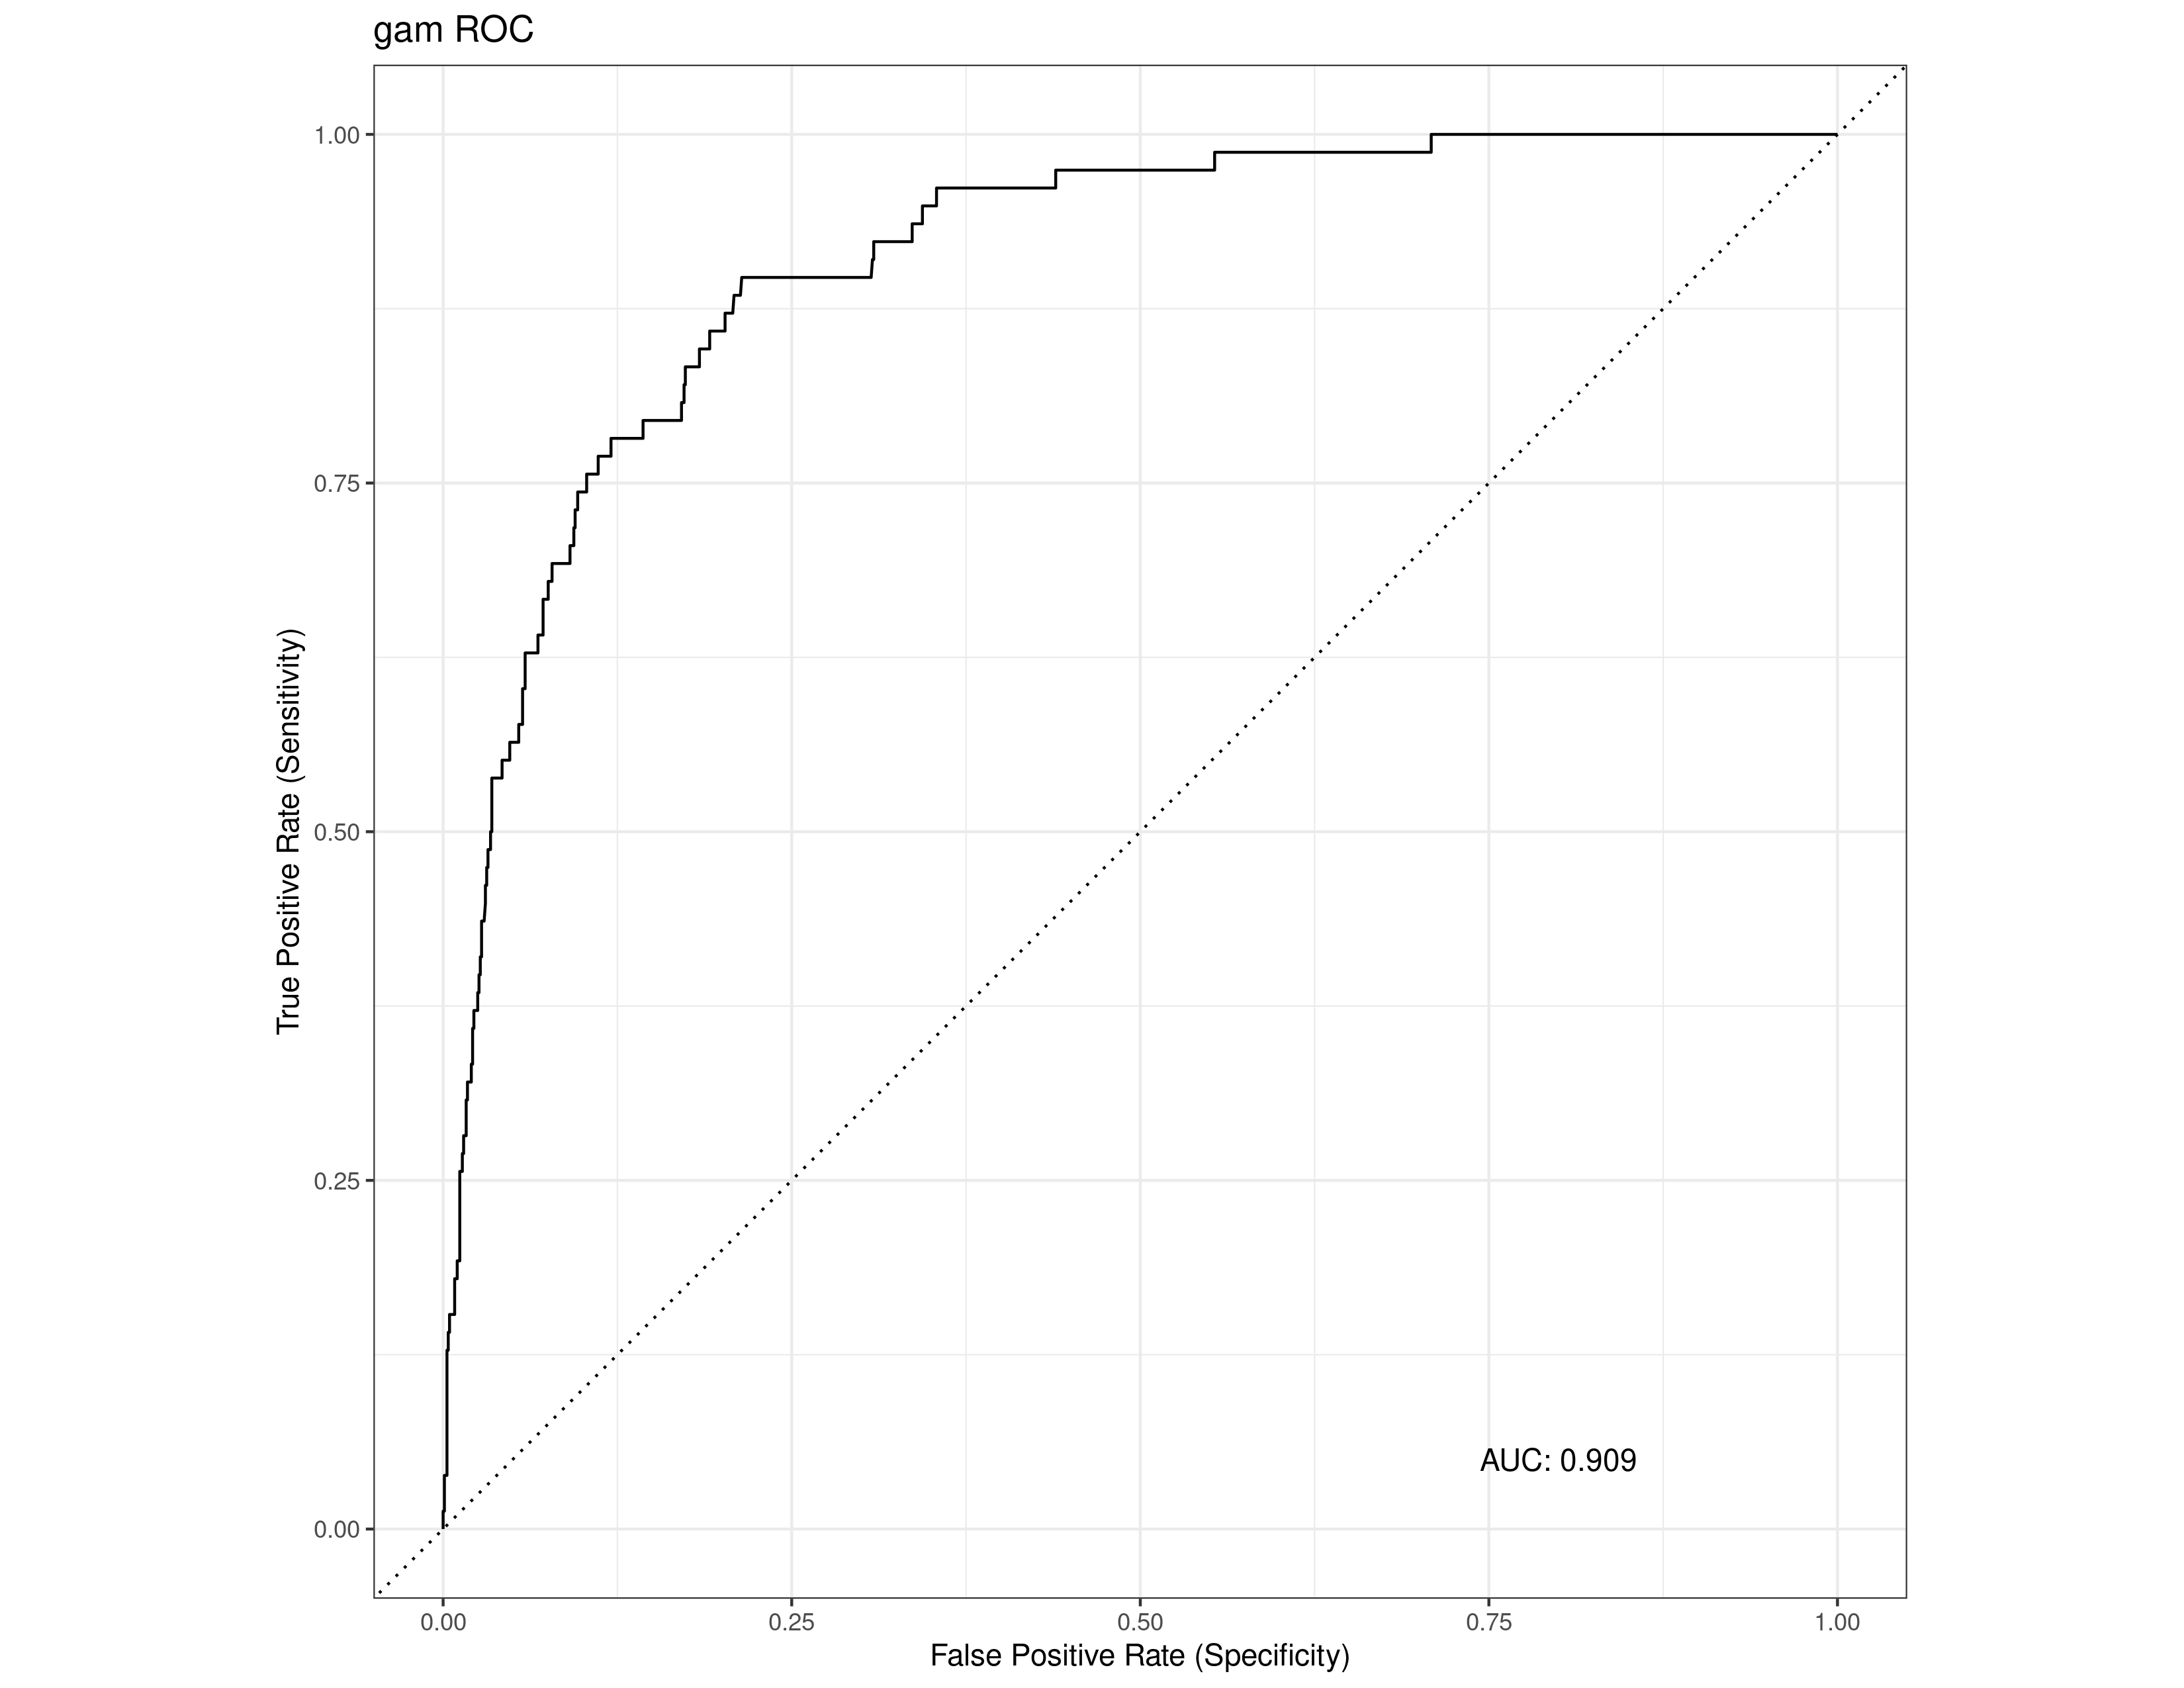 gam ROC
True Positive Rate (Sensitivity)
1.00
0.75
0.50
0.25
0.00
AUC: 0.909
0.00 0.25 0.50 0.75 1.00
False Positive Rate (Specificity)